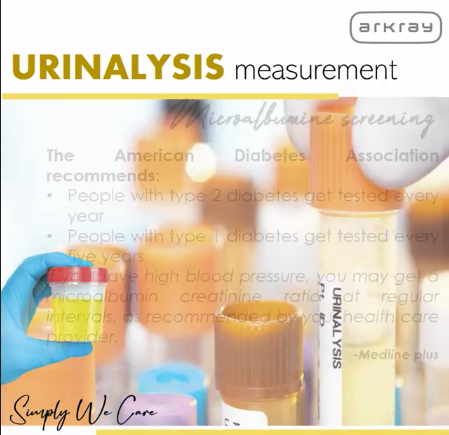 arkray
URINALYSIS measurement
Microalbumine screening
The American Diabetes Association
recommends:
• People with type 2 diabetes get tested every
year
• People with type 1 diabetes get tested every
five years
have high blood pressure, you may get a
microalbumin creatinine ratio at regular
intervals, as recommended by your health care
provider.
-Medline plus
URINALYSIS
Simply We Care